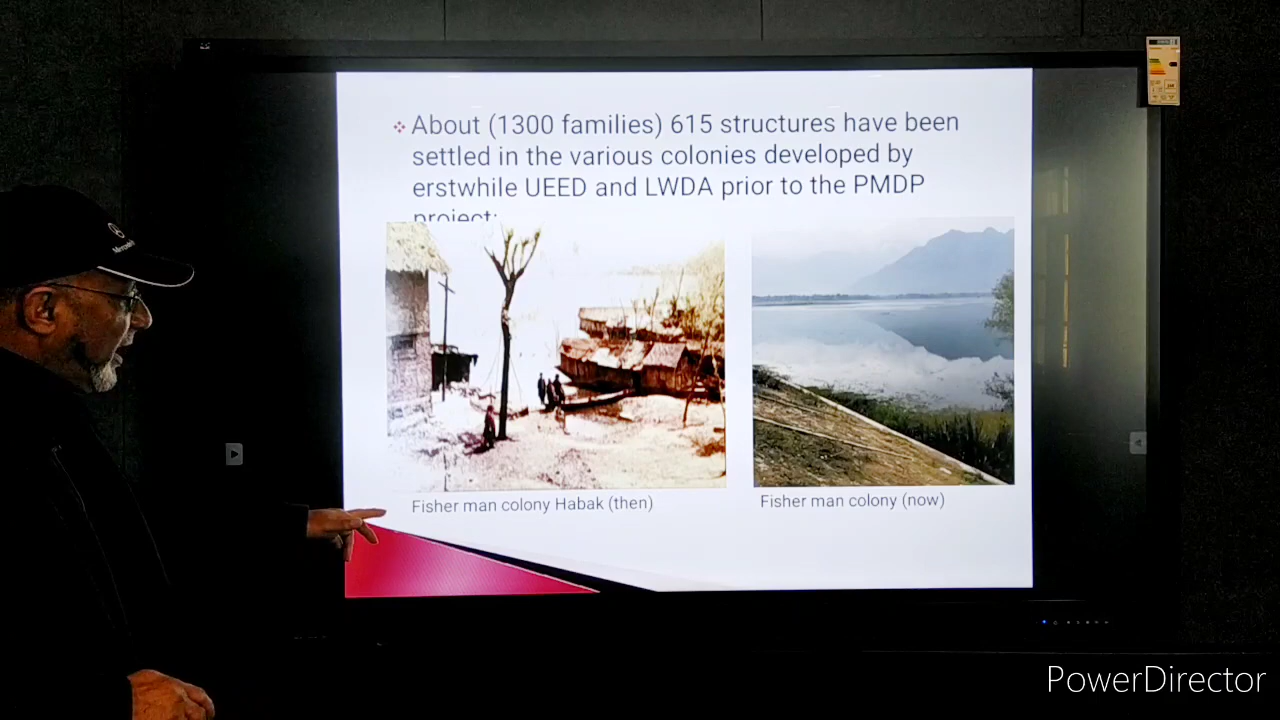 ❖ About (1300 families) 615 structures have been
settled in the various colonies developed by
erstwhile UEED and LWDA prior to the PMDP
project:
Fisher man colony Habak (then)
Fisher man colony (now)
PowerDirector